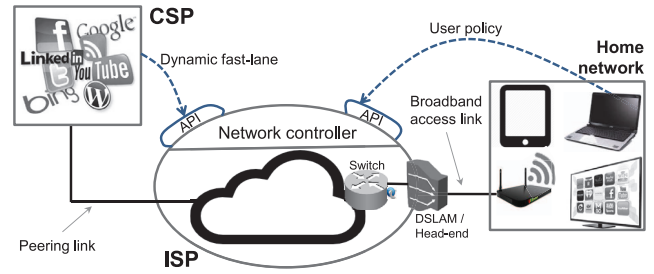 CSP
Google
LinkedIn
YouTube
bing
Dynamic fast-lane
User policy
Home
network
API
API
Network controller
Broadband
access link
Switch
DSLAM /
Head-end
Peering link
ISP